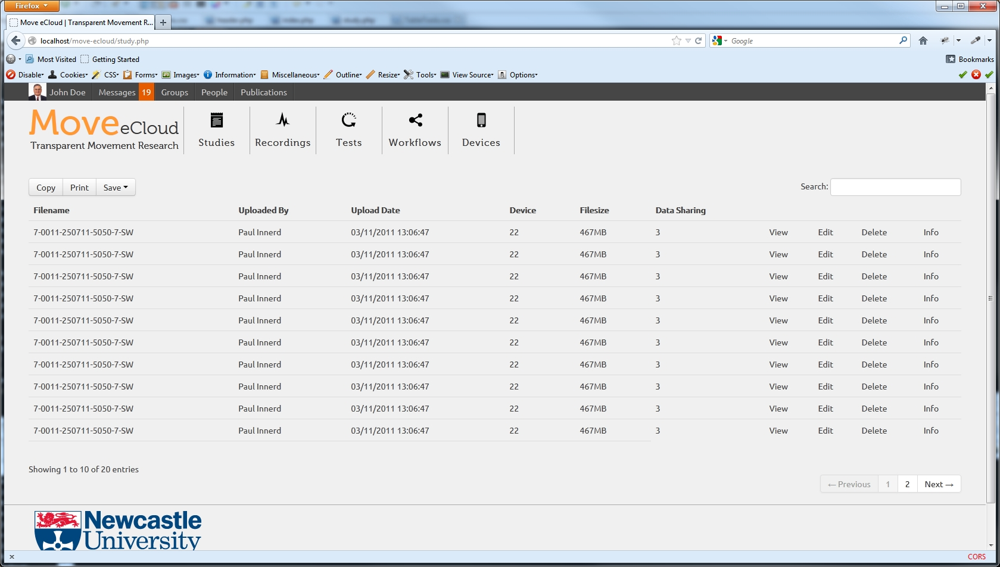 Firefox
Move eCloud | Transparent Movement R...
localhost/move-ecloud/study.php
Google
Most Visited Getting Started Bookmarks
Disable Cookies CSS Forms Images Information Miscellaneous Outline Resize Tools View Source Options
John Doe Messages 19 Groups People Publications
Move eCloud
Transparent Movement Research
Studies Recordings Tests Workflows Devices
Copy Print Save Search:
Filename Uploaded By Upload Date Device Filesize Data Sharing
7-0011-250711-5050-7-SW Paul Innerd 03/11/2011 13:06:47 22 467MB 3 View Edit Delete Info
7-0011-250711-5050-7-SW Paul Innerd 03/11/2011 13:06:47 22 467MB 3 View Edit Delete Info
7-0011-250711-5050-7-SW Paul Innerd 03/11/2011 13:06:47 22 467MB 3 View Edit Delete Info
7-0011-250711-5050-7-SW Paul Innerd 03/11/2011 13:06:47 22 467MB 3 View Edit Delete Info
7-0011-250711-5050-7-SW Paul Innerd 03/11/2011 13:06:47 22 467MB 3 View Edit Delete Info
7-0011-250711-5050-7-SW Paul Innerd 03/11/2011 13:06:47 22 467MB 3 View Edit Delete Info
7-0011-250711-5050-7-SW Paul Innerd 03/11/2011 13:06:47 22 467MB 3 View Edit Delete Info
7-0011-250711-5050-7-SW Paul Innerd 03/11/2011 13:06:47 22 467MB 3 View Edit Delete Info
7-0011-250711-5050-7-SW Paul Innerd 03/11/2011 13:06:47 22 467MB 3 View Edit Delete Info
7-0011-250711-5050-7-SW Paul Innerd 03/11/2011 13:06:47 22 467MB 3 View Edit Delete Info
Showing 1 to 10 of 20 entries
← Previous 1 2 Next →
Newcastle
University
CORS